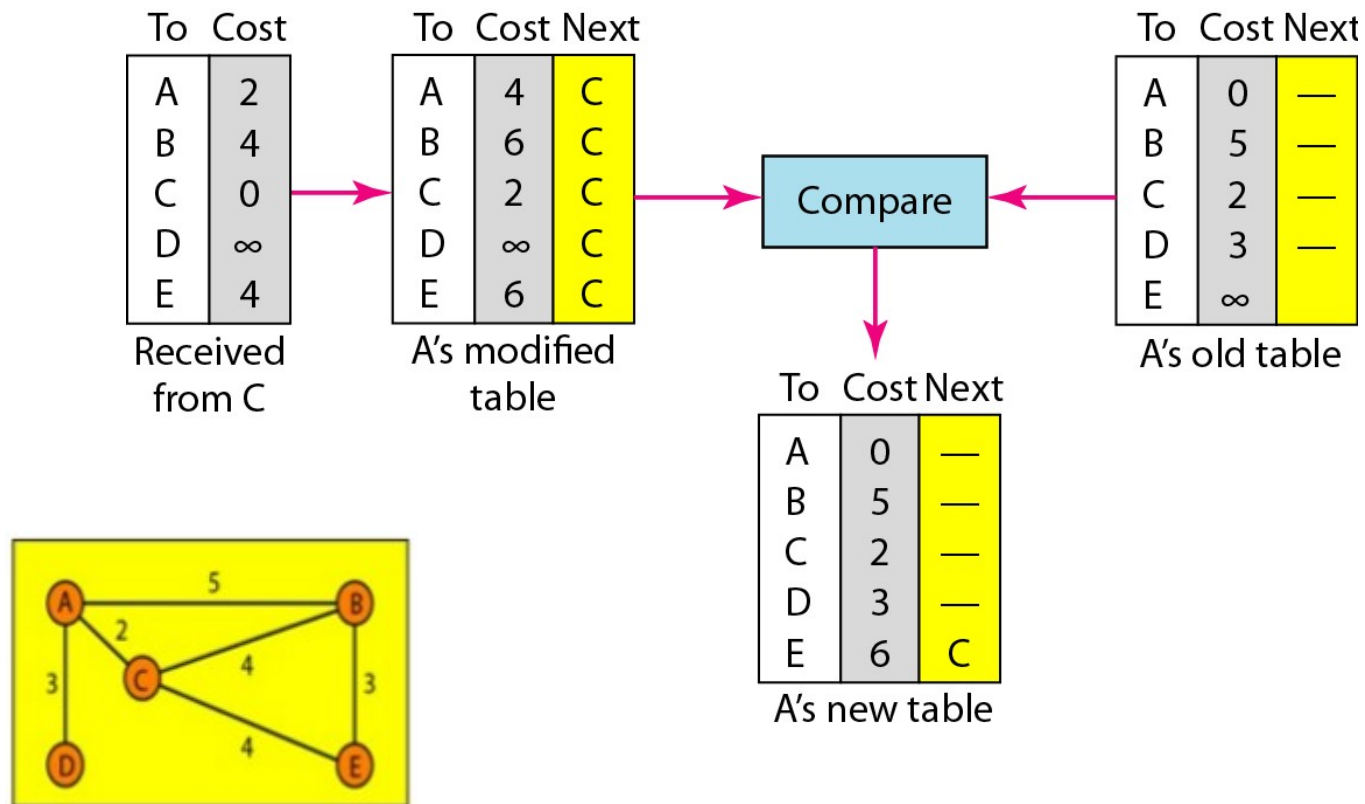 To Cost
A 2
B 4
C 0
D ∞
E 4
Received
from C
To Cost Next
A 4 C
B 6 C
C 2 C
D ∞ C
E 6 C
A's modified
table
Compare
To Cost Next
A 0 —
B 5 —
C 2 —
D 3 —
E ∞
A's old table
To Cost Next
A 0 —
B 5 —
C 2 —
D 3 —
E 6 C
A's new table
5
A B
2
4
3 C 3
4
D E